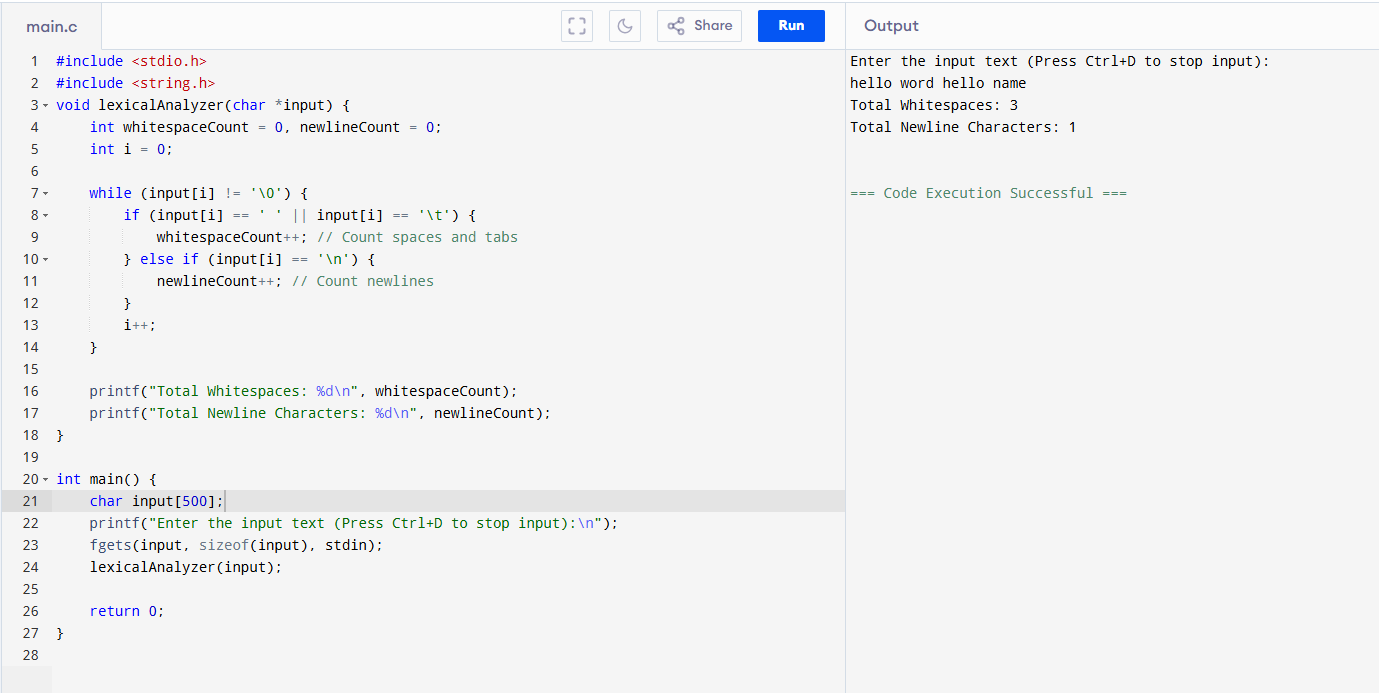 main.c
Share
Run
Output
1 #include <stdio.h>
2 #include <string.h>
3 void lexicalAnalyzer(char *input) {
4     int whitespaceCount = 0, newlineCount = 0;
5     int i = 0;
6
7     while (input[i] != '\0') {
8         if (input[i] == ' ' || input[i] == '\t') {
9             whitespaceCount++; // Count spaces and tabs
10         } else if (input[i] == '\n') {
11             newlineCount++; // Count newlines
12         }
13         i++;
14     }
15
16     printf("Total Whitespaces: %d\n", whitespaceCount);
17     printf("Total Newline Characters: %d\n", newlineCount);
18 }
19
20 int main() {
21     char input[500];
22     printf("Enter the input text (Press Ctrl+D to stop input):\n");
23     fgets(input, sizeof(input), stdin);
24     lexicalAnalyzer(input);
25
26     return 0;
27 }
28
Enter the input text (Press Ctrl+D to stop input):
hello word hello name
Total Whitespaces: 3
Total Newline Characters: 1
=== Code Execution Successful ===